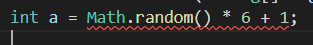 int a = Math.random() * 6 + 1;